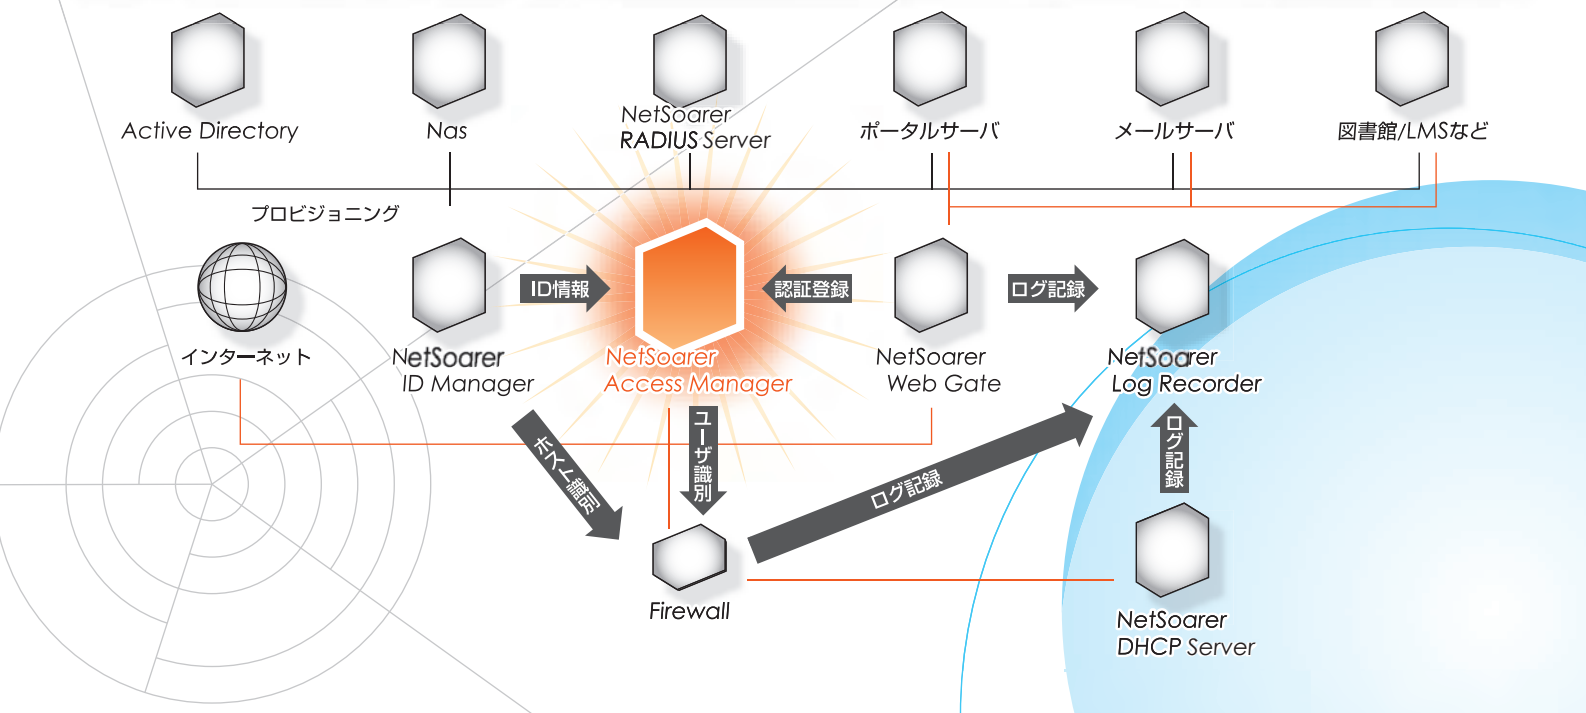 Active Directory
Nas
NetSoarer
RADIUS Server
ポータルサーバ
メールサーバ
図書館/LMSなど
プロビジョニング
インターネット
NetSoarer
ID Manager
ID情報
NetSoarer
Access Manager
認証登録
NetSoarer
Web Gate
ログ記録
NetSoarer
Log Recorder
ホスト識別
ユーザ識別
ログ記録
ログ記録
Firewall
NetSoarer
DHCP Server